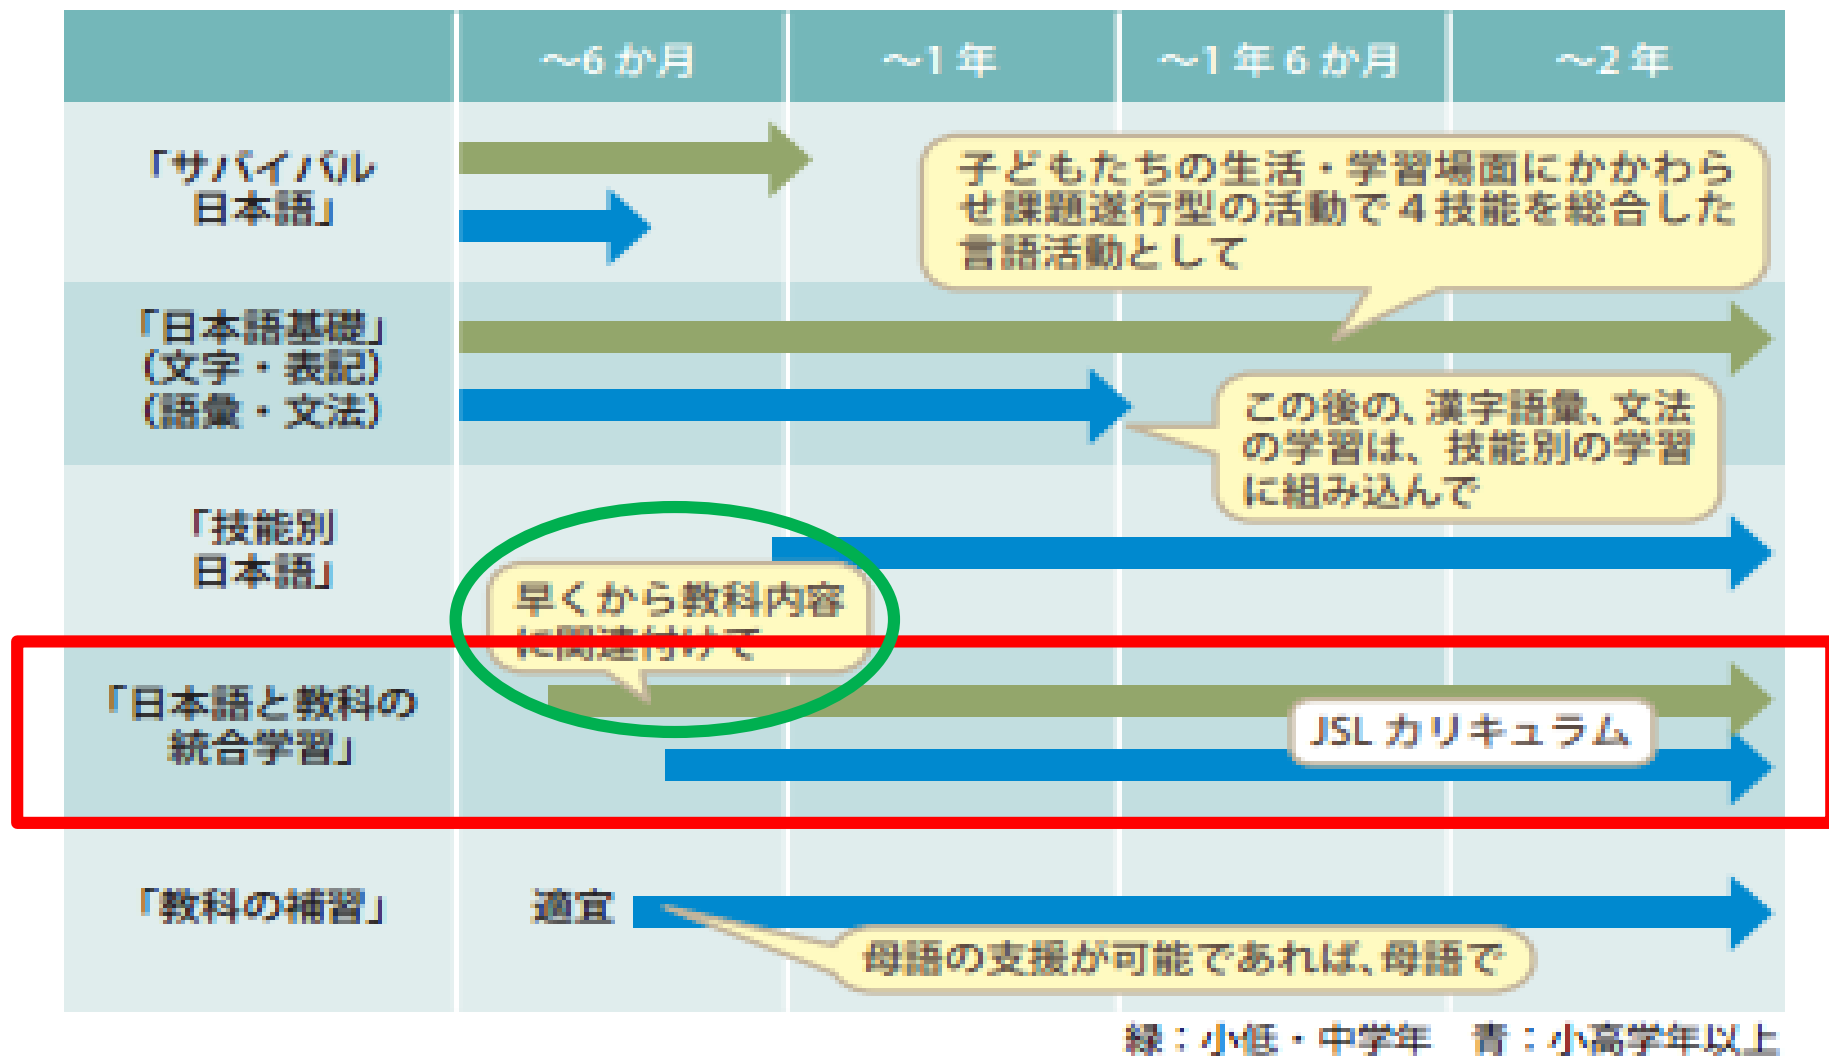 ～6 か月
～1 年
～1 年 6 か月
～2 年
「サバイバル
日本語」
子どもたちの生活・学習場面にかかわら
せ課題遂行型の活動で 4 技能を総合した
言語活動として
「日本語基礎」
（文字・表記）
（語彙・文法）
この後の、漢字語彙、文法
の学習は、技能別の学習
に組み込んで
「技能別
日本語」
早くから教科内容
に関連付けて
「日本語と教科の
統合学習」
JSL カリキュラム
「教科の補習」
適宜
母語の支援が可能であれば、母語で
緑：小低・中学年　青：小高学年以上